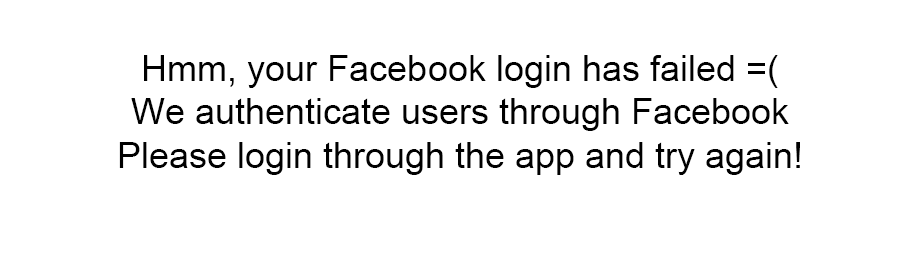 Hmm, your Facebook login has failed =(
We authenticate users through Facebook
Please login through the app and try again!